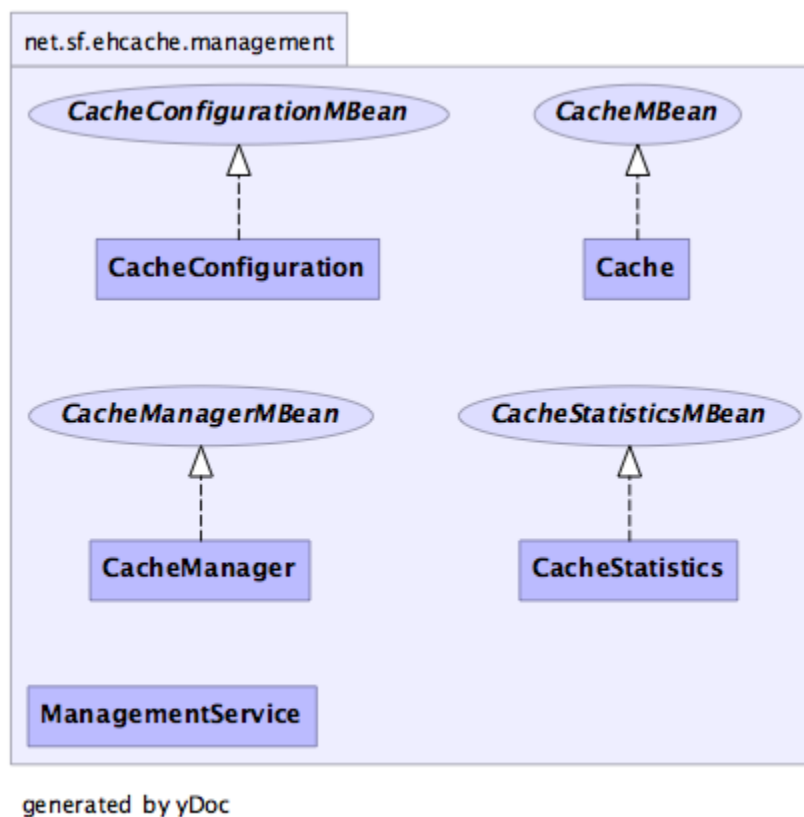 net.sf.ehcache.management
CacheConfigurationMBean
CacheMBean
CacheConfiguration
Cache
CacheManagerMBean
CacheStatisticsMBean
CacheManager
CacheStatistics
ManagementService
generated by yDoc